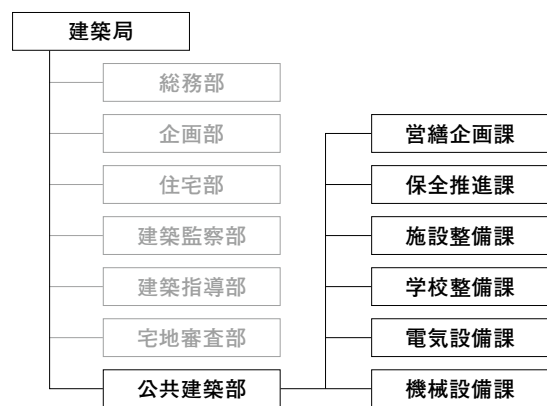 建築局
総務部
企画部
住宅部
建築監察部
建築指導部
宅地審査部
公共建築部
営繕企画課
保全推進課
施設整備課
学校整備課
電気設備課
機械設備課